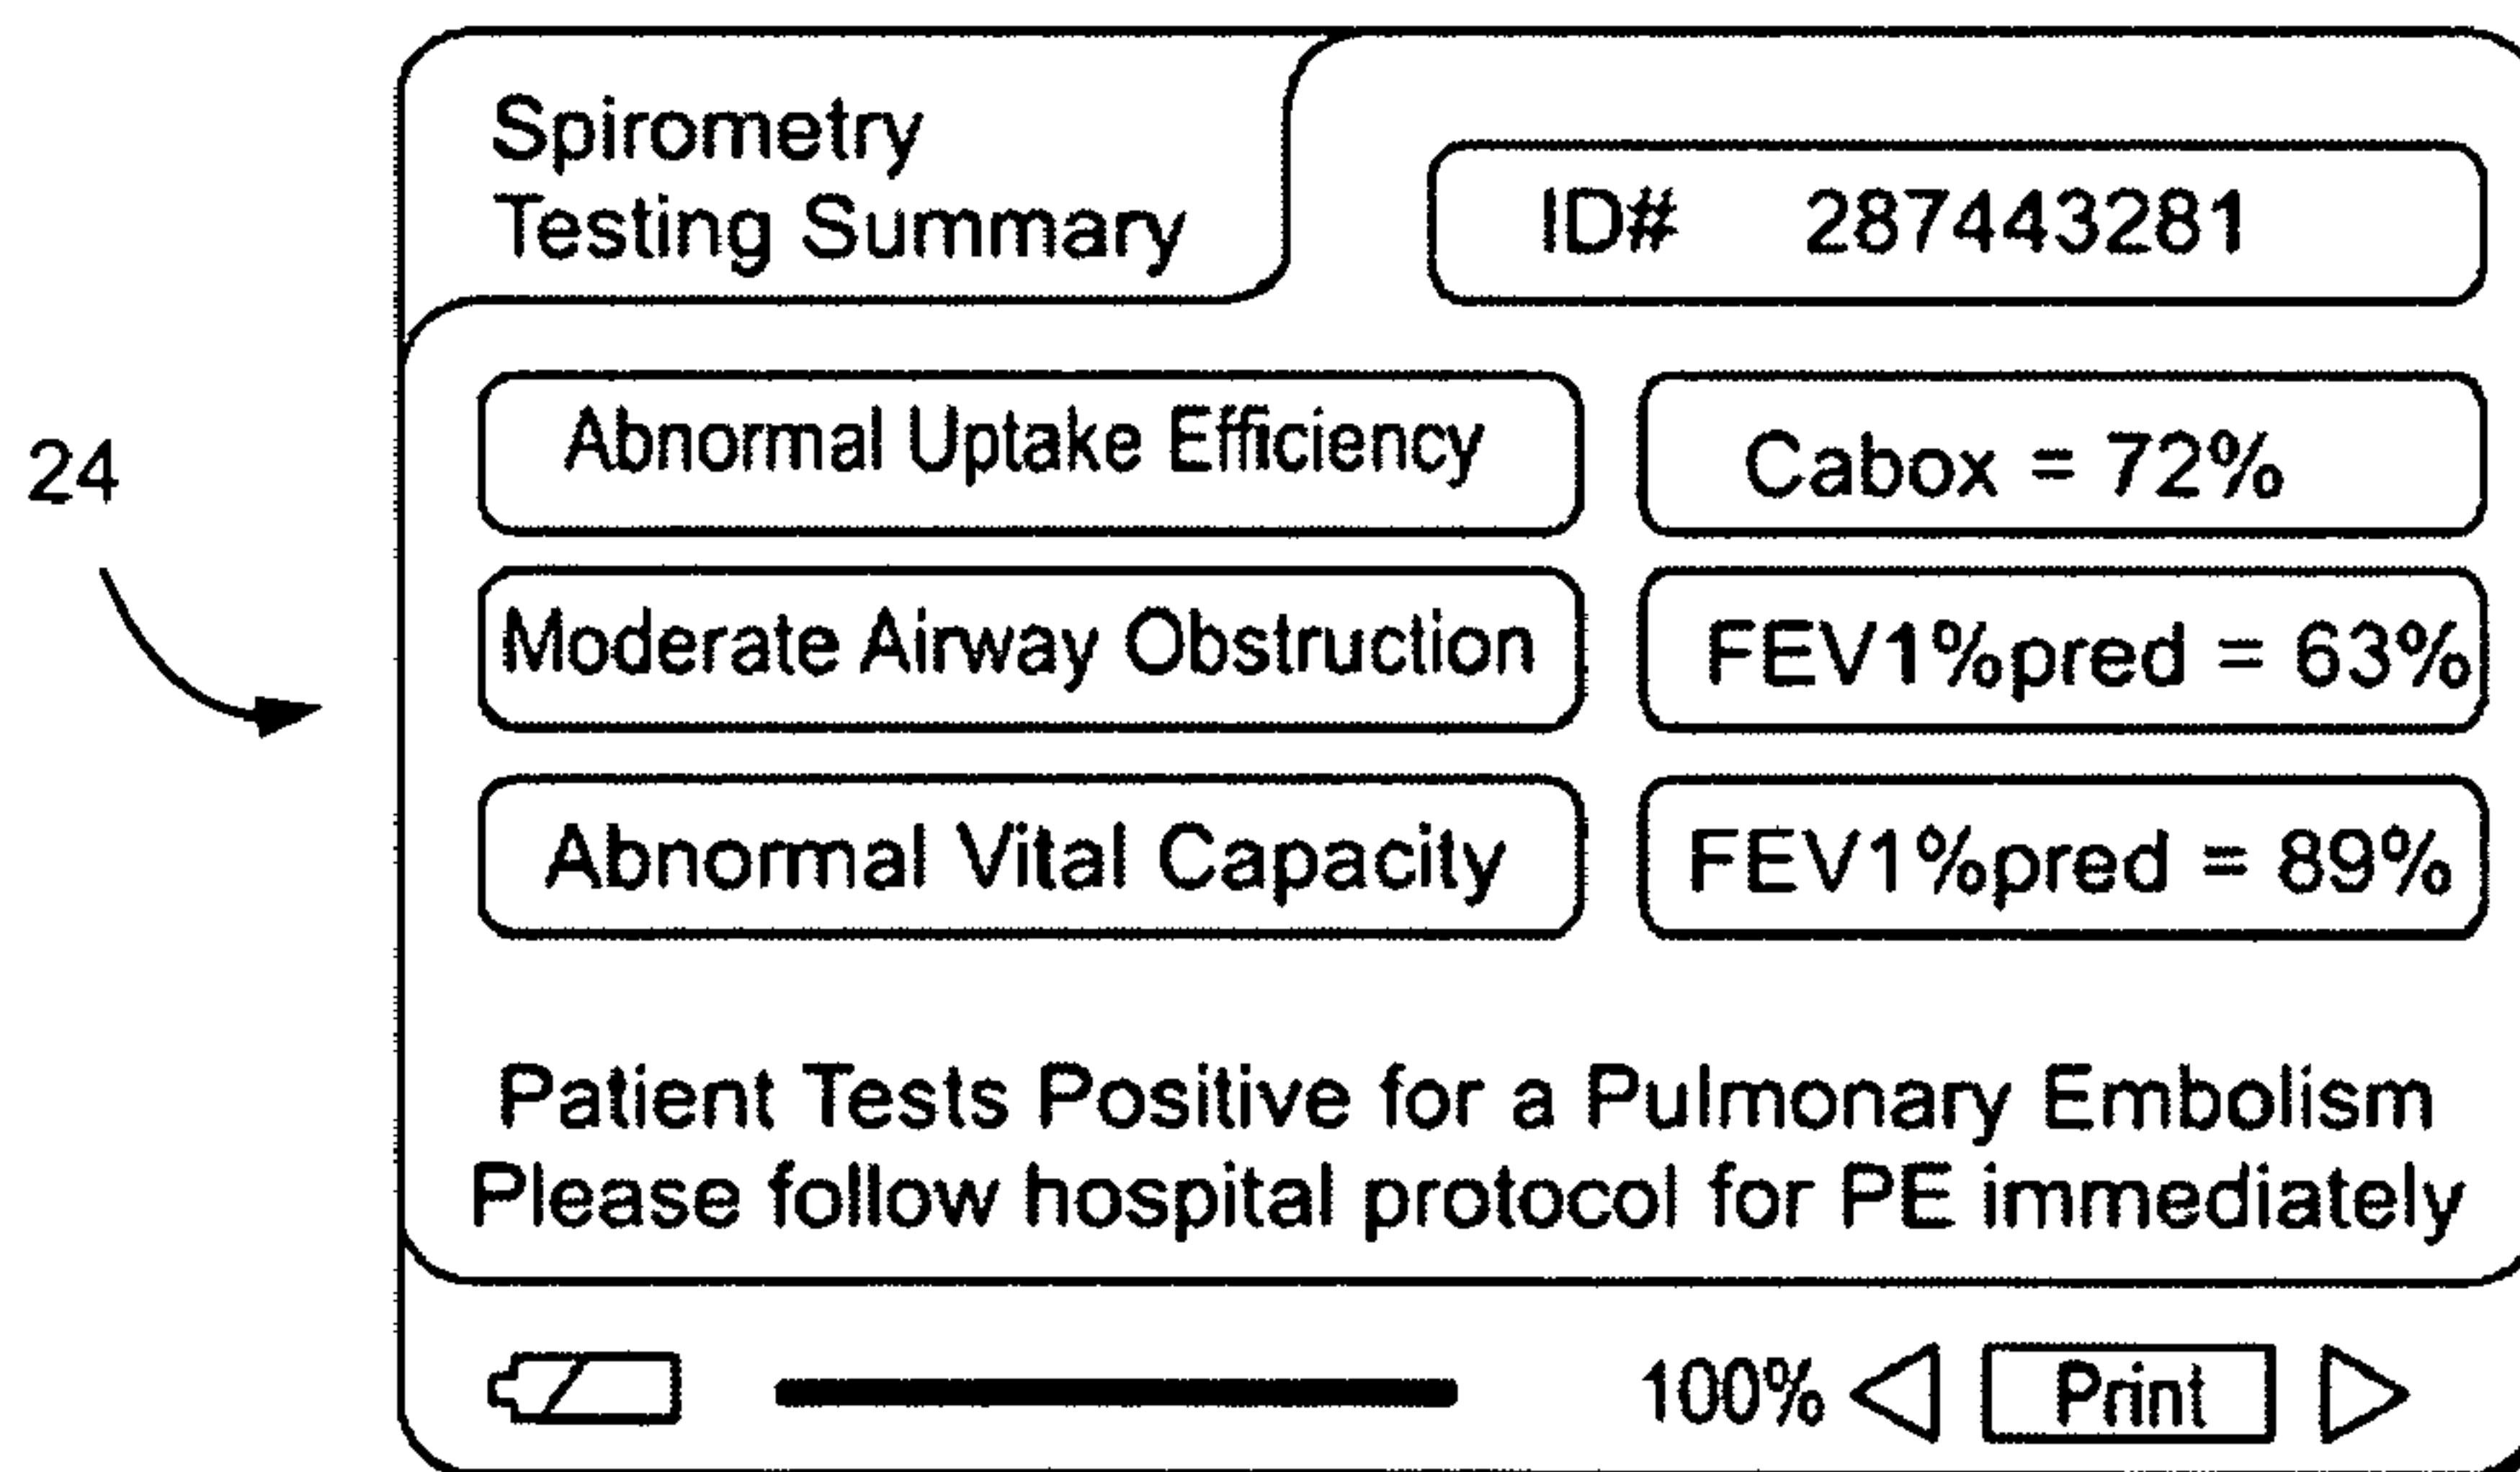 Spirometry
Testing Summary
ID# 287443281
24
Abnormal Uptake Efficiency
Cabox = 72%
Moderate Airway Obstruction
FEV1%pred = 63%
Abnormal Vital Capacity
FEV1%pred = 89%
Patient Tests Positive for a Pulmonary Embolism
Please follow hospital protocol for PE immediately
100%
Print